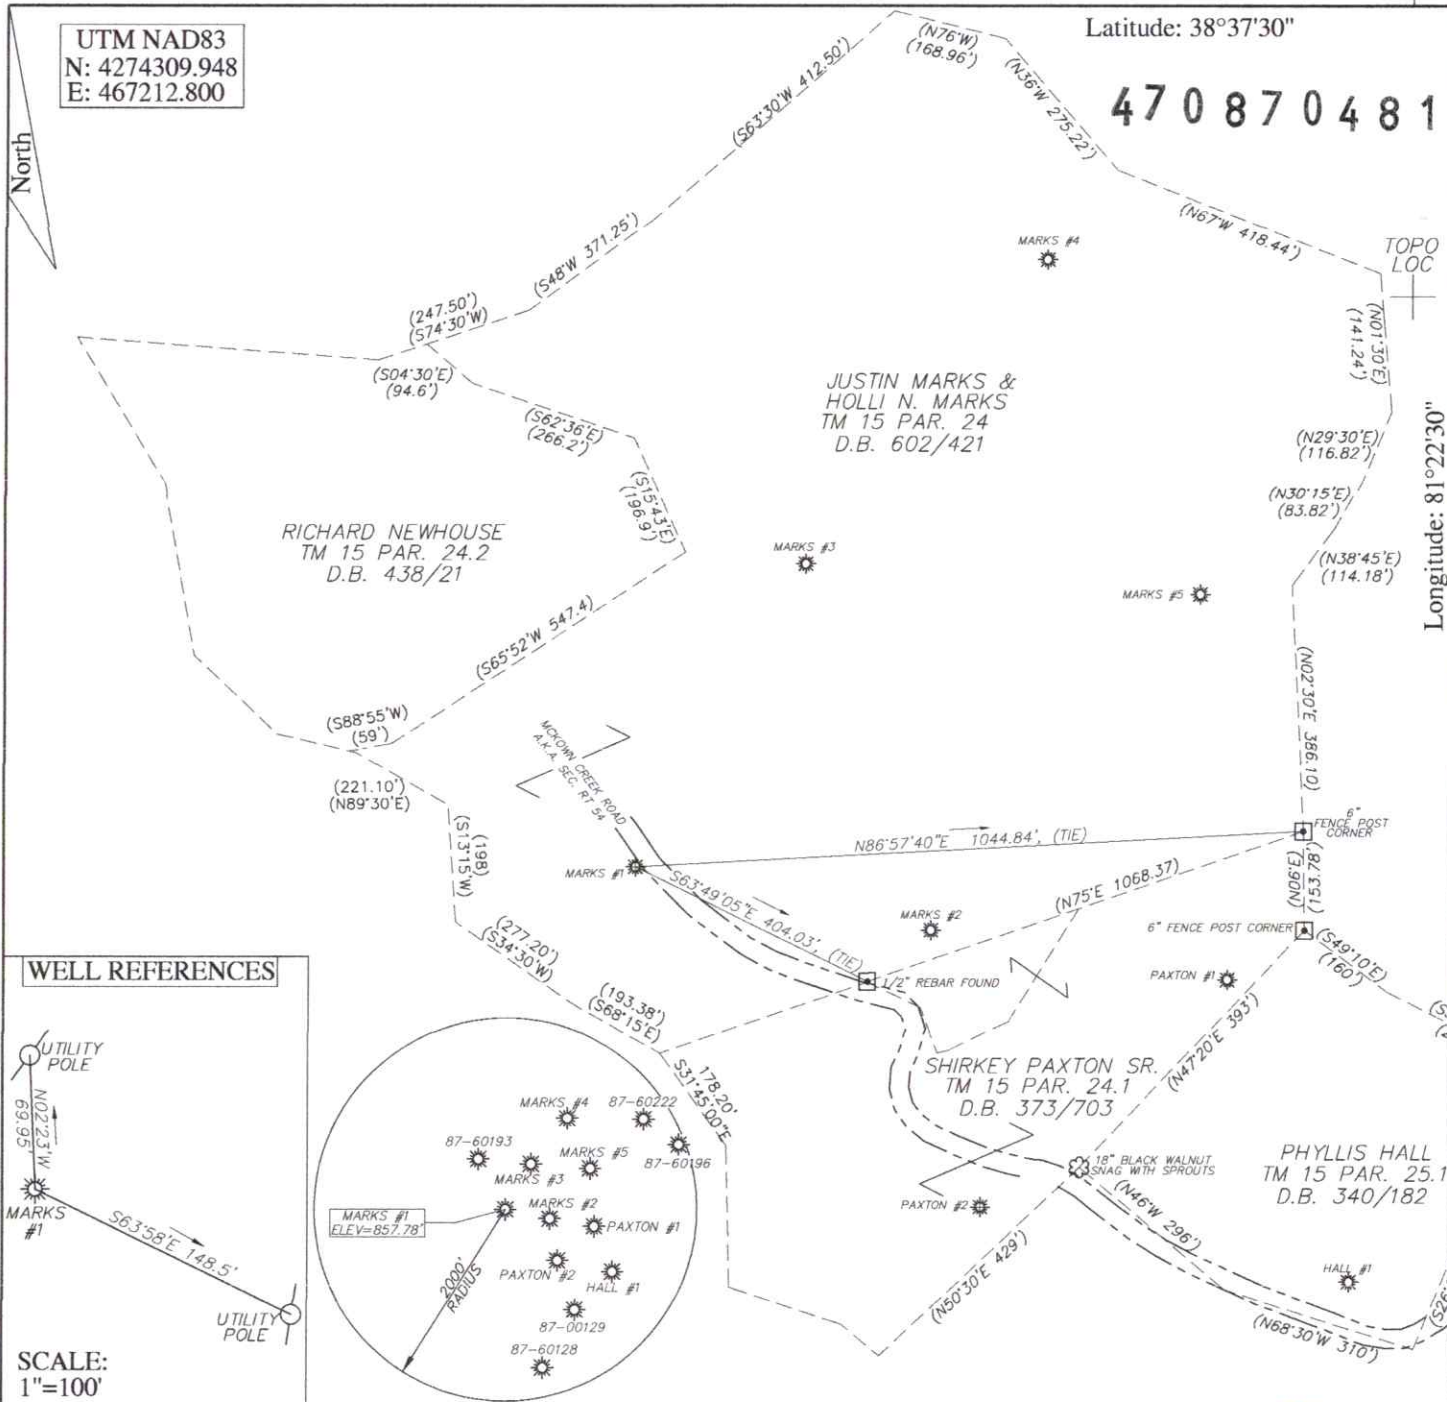 UTM NAD83
N: 4274309.948
E: 467212.800
North
Latitude: 38°37'30"
470870481
Longitude: 81°22'30"
TOPO
LOC
(N76°W)
(168.96')
(N36°W 275.22')
(S63°30'W 412.50')
(N67°W 418.44')
MARKS #4
(S48°W 371.25')
(247.50')
(S74°30'W)
(N01°30'E)
(141.24')
(S04°30'E)
(94.6')
JUSTIN MARKS &
HOLLI N. MARKS
TM 15 PAR. 24
D.B. 602/421
(S62°36'E)
(266.2')
(N29°30'E)
(116.82')
(S15°43'E)
(196.9')
(N30°15'E)
(83.82')
RICHARD NEWHOUSE
TM 15 PAR. 24.2
D.B. 438/21
MARKS #3
(N38°45'E)
(114.18')
MARKS #5
(S65°52'W 547.4)
(N02°30'E 386.10)
(S88°55'W)
(59')
MCKOWN CREEK ROAD
A.K.A. SEC. RT 54
(221.10')
(N89°30'E)
6"
FENCE POST
CORNER
(198)
(S13°15'W)
N86°57'40"E 1044.84', (TIE)
MARKS #1
S63°49'05"E 404.03', (TIE)
(N75°E 1068.37)
(N06°E)
(153.78')
MARKS #2
6" FENCE POST CORNER
(277.20')
(S34°30'W)
(S49°10'E)
(160')
1/2" REBAR FOUND
PAXTON #1
(193.38')
(S68°15'E)
(N47°20'E 393')
178.20'
S31°45'00"E
SHIRKEY PAXTON SR.
TM 15 PAR. 24.1
D.B. 373/703
18" BLACK WALNUT
SNAG WITH SPROUTS
PHYLLIS HALL
TM 15 PAR. 25.1
D.B. 340/182
PAXTON #2
(N46°W 296')
(N50°30'E 429')
HALL #1
(N68°30'W 310')
(S26°
WELL REFERENCES
UTILITY
POLE
N02°23'W
69.95'
MARKS
#1
S63°58'E 148.5'
UTILITY
POLE
SCALE:
1"=100'
MARKS #4
87-60222
87-60193
MARKS #5
87-60196
MARKS #3
MARKS #1
ELEV=857.78'
MARKS #2
PAXTON #1
PAXTON #2
HALL #1
2000'
RADIUS
87-00129
87-60128